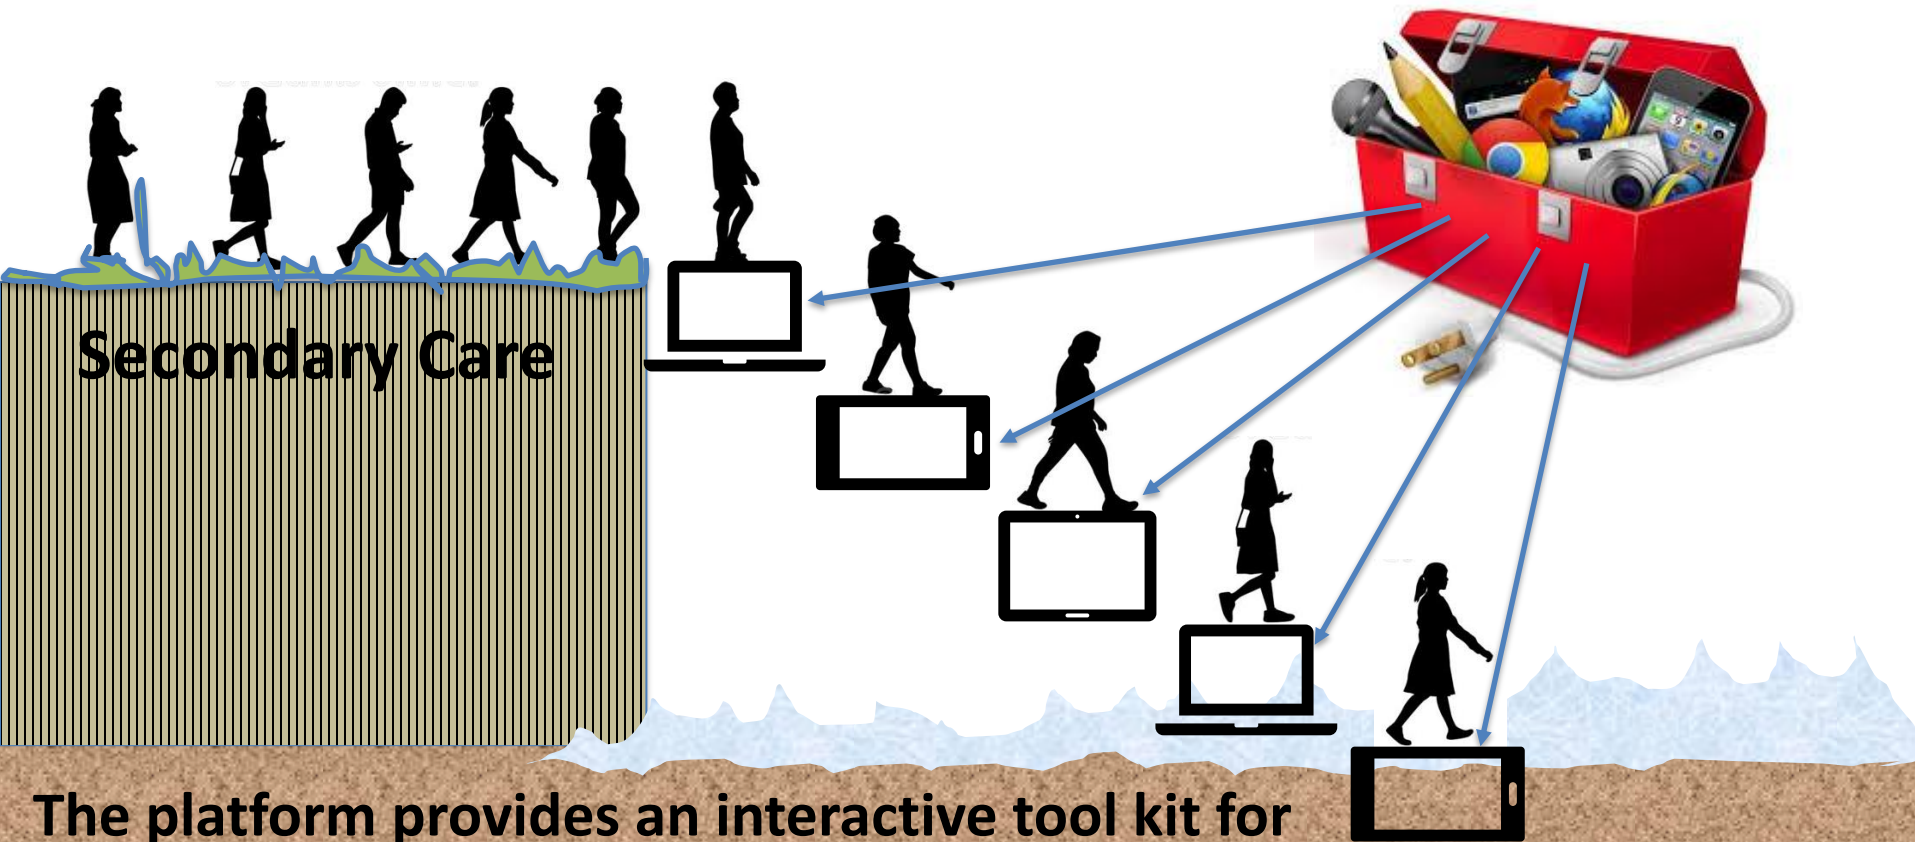 Secondary Care
The platform provides an interactive tool kit for